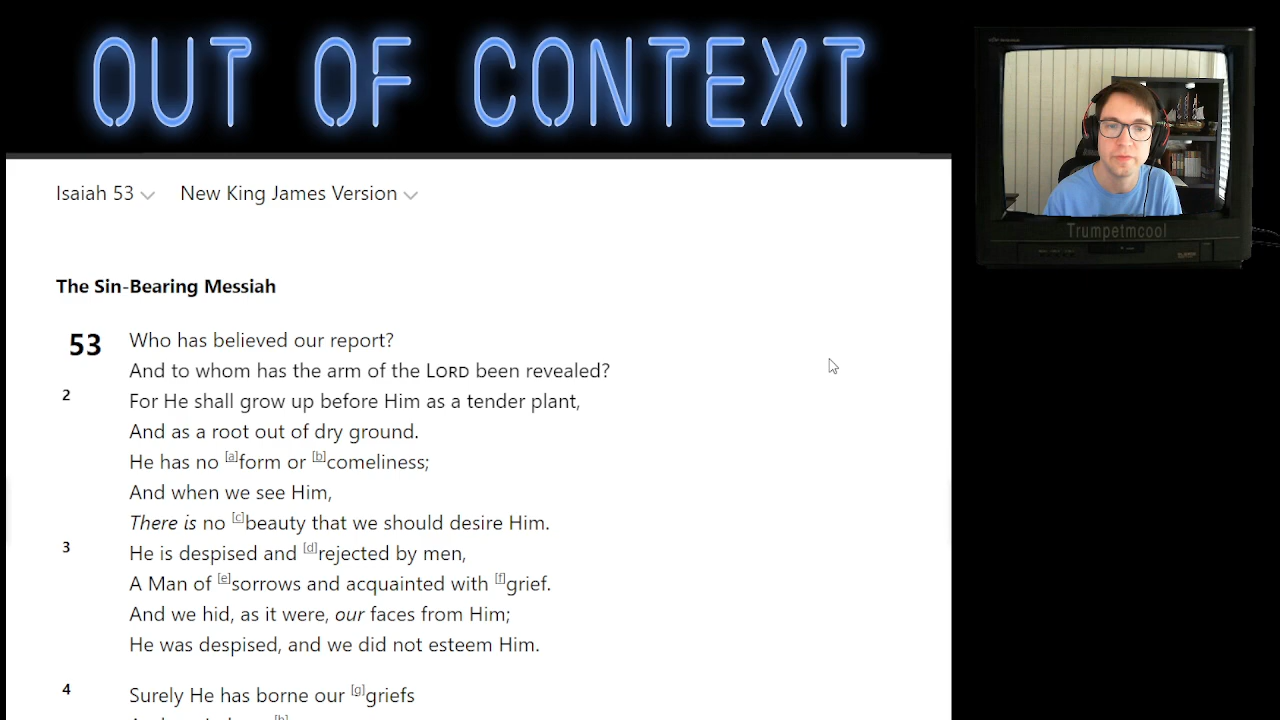 OUT OF CONTEXT
Isaiah 53 New King James Version
Trumpetmcool
The Sin-Bearing Messiah
53 Who has believed our report?
And to whom has the arm of the LORD been revealed?
2 For He shall grow up before Him as a tender plant,
And as a root out of dry ground.
He has no [a]form or [b]comeliness;
And when we see Him,
There is no [c]beauty that we should desire Him.
3 He is despised and [d]rejected by men,
A Man of [e]sorrows and acquainted with [f]grief.
And we hid, as it were, our faces from Him;
He was despised, and we did not esteem Him.
4 Surely He has borne our [g]griefs
[h]